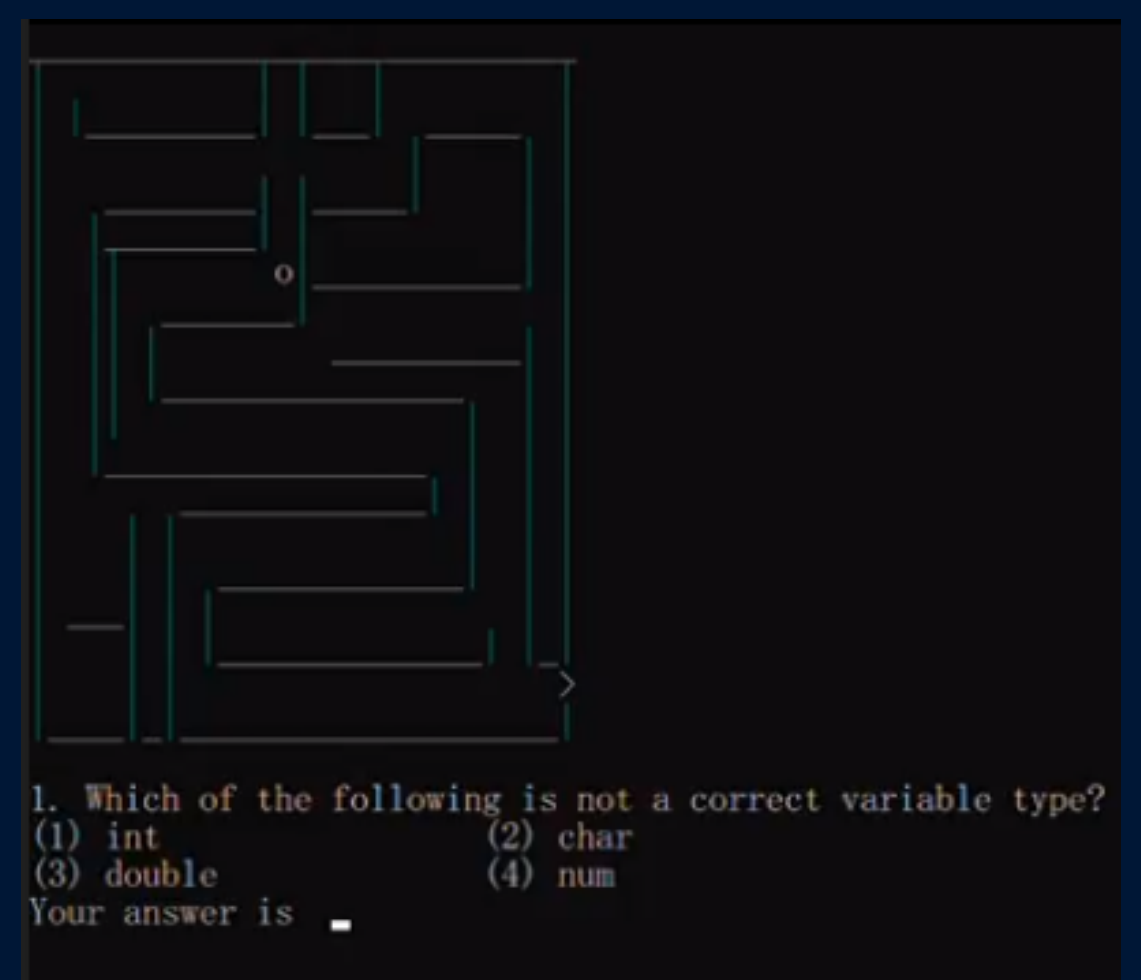 o
>
1. Which of the following is not a correct variable type?
(1) int (2) char
(3) double (4) num
Your answer is